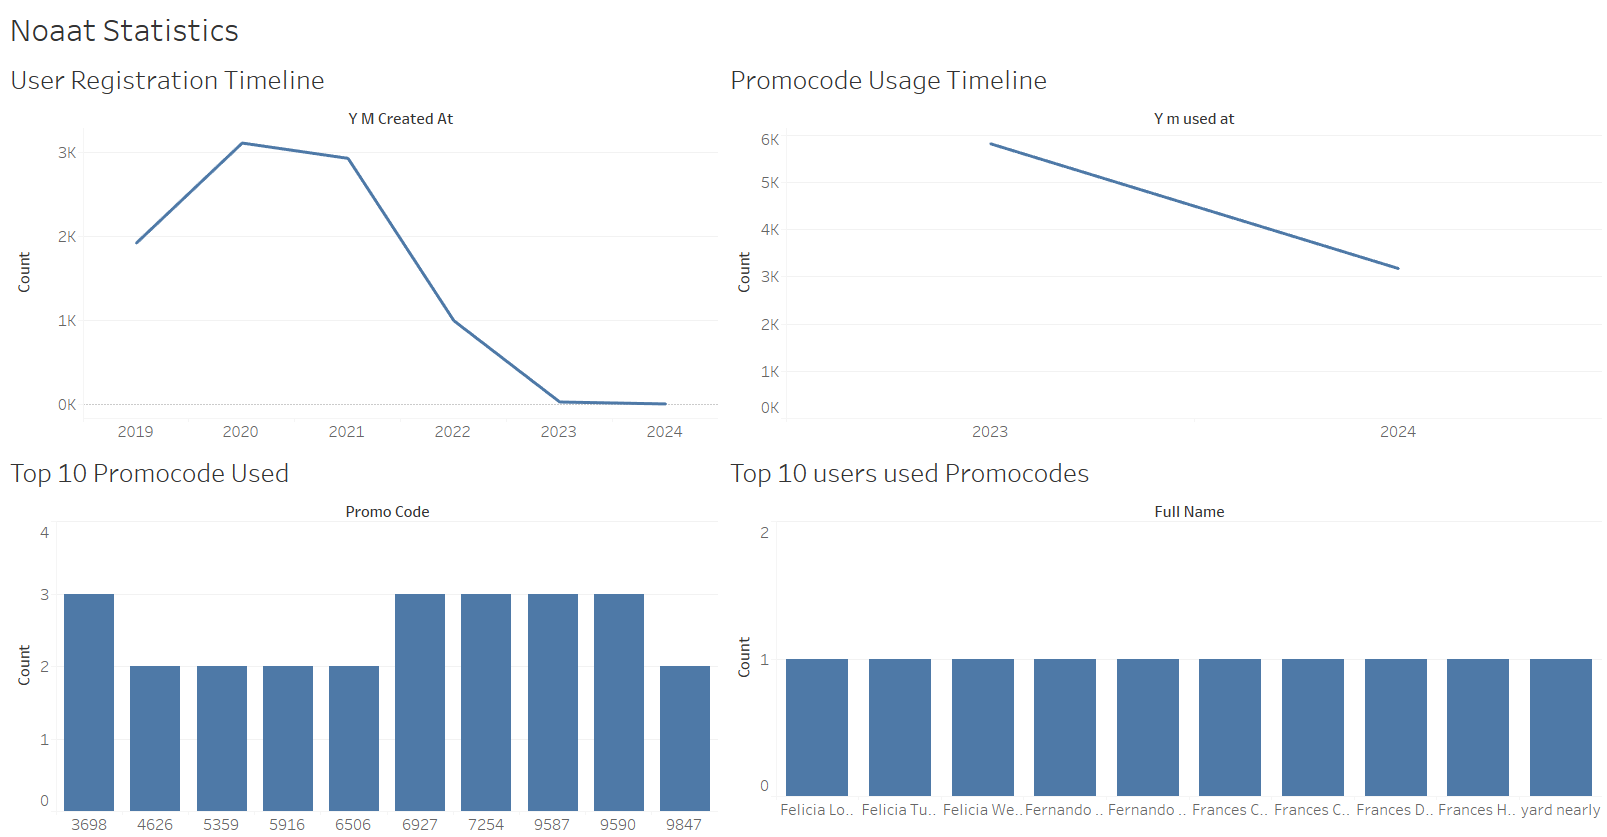 Noaat Statistics
User Registration Timeline
Y M Created At
3K
2K
1K
0K
Count
2019 2020 2021 2022 2023 2024
Promocode Usage Timeline
Y m used at
6K
5K
4K
3K
2K
1K
0K
Count
2023 2024
Top 10 Promocode Used
Promo Code
4
3
2
1
0
Count
3698 4626 5359 5916 6506 6927 7254 9587 9590 9847
Top 10 users used Promocodes
Full Name
2
1
0
Count
Felicia Lo.. Felicia Tu.. Felicia We.. Fernando .. Fernando .. Frances C.. Frances C.. Frances D.. Frances H.. yard nearly